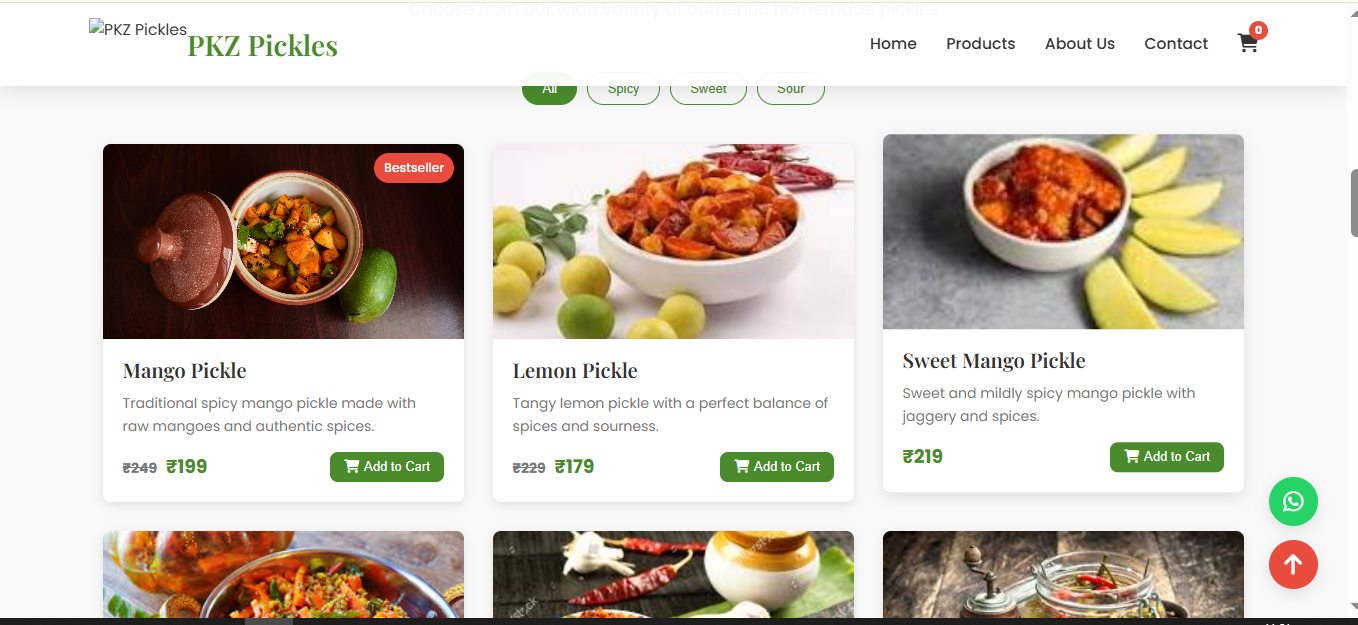 Choose from our wide variety of authentic homemade pickles
PKZ Pickles
PKZ Pickles
Home
Products
About Us
Contact
0
All
Spicy
Sweet
Sour
Bestseller
Mango Pickle
Traditional spicy mango pickle made with
raw mangoes and authentic spices.
₹249 ₹199
Add to Cart
Lemon Pickle
Tangy lemon pickle with a perfect balance of
spices and sourness.
₹229 ₹179
Add to Cart
Sweet Mango Pickle
Sweet and mildly spicy mango pickle with
jaggery and spices.
₹219
Add to Cart